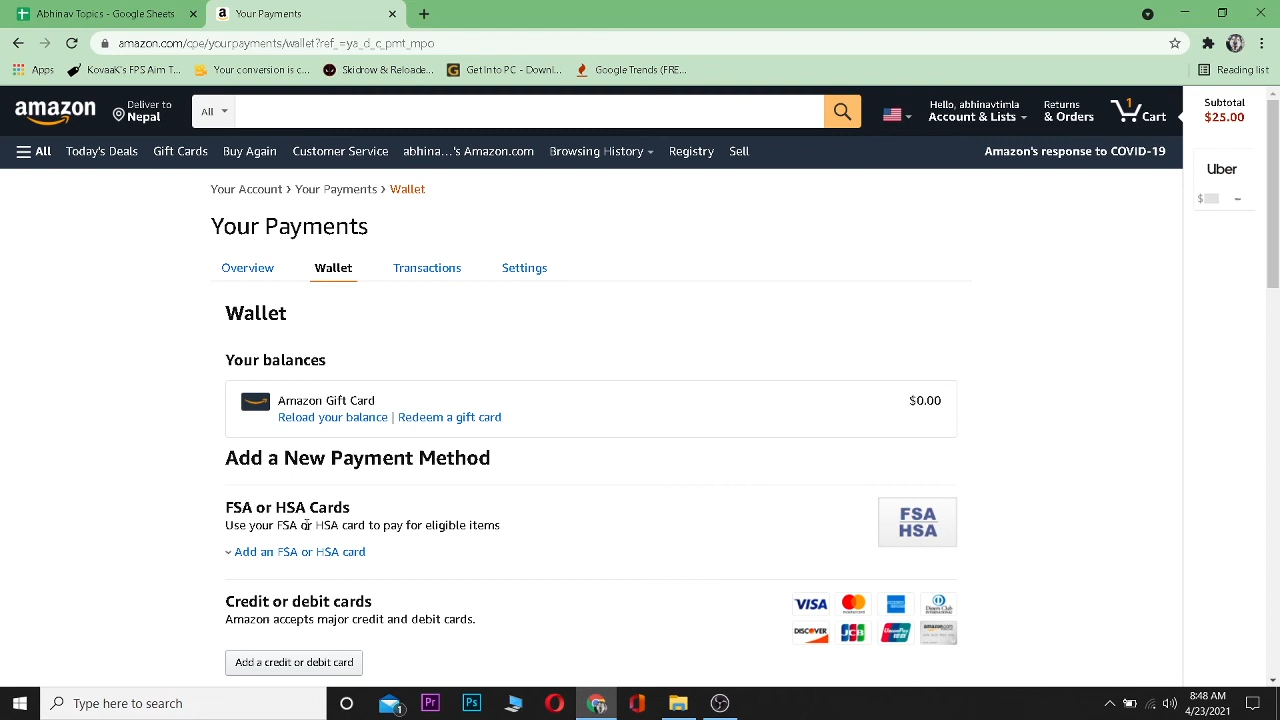 Abhinav Topics - Google Sheets
Your Payments
amazon.com/cpe/yourpayments/wallet?ref_=ya_d_c_pmt_mpo
Apps
KovaaK's FPS Aim T...
Your conversion is c...
Skidrow & Reloade...
Get Into PC - Downl...
Google Trends (FRE...
Reading list
amazon
Deliver to
Nepal
All
Hello, abhinavtimla
Account & Lists
Returns
& Orders
1
Cart
Subtotal
$25.00
All
Today's Deals
Gift Cards
Buy Again
Customer Service
abhina...'s Amazon.com
Browsing History
Registry
Sell
Amazon's response to COVID-19
Uber
$
Your Account › Your Payments › Wallet
Your Payments
Overview
Wallet
Transactions
Settings
Wallet
Your balances
Amazon Gift Card
$0.00
Reload your balance | Redeem a gift card
Add a New Payment Method
FSA or HSA Cards
Use your FSA or HSA card to pay for eligible items
Add an FSA or HSA card
FSA
HSA
Credit or debit cards
Amazon accepts major credit and debit cards.
VISA
DISCOVER
JCB
UnionPay
Add a credit or debit card
Type here to search
1
Pr
Ps
8:48 AM
4/23/2021